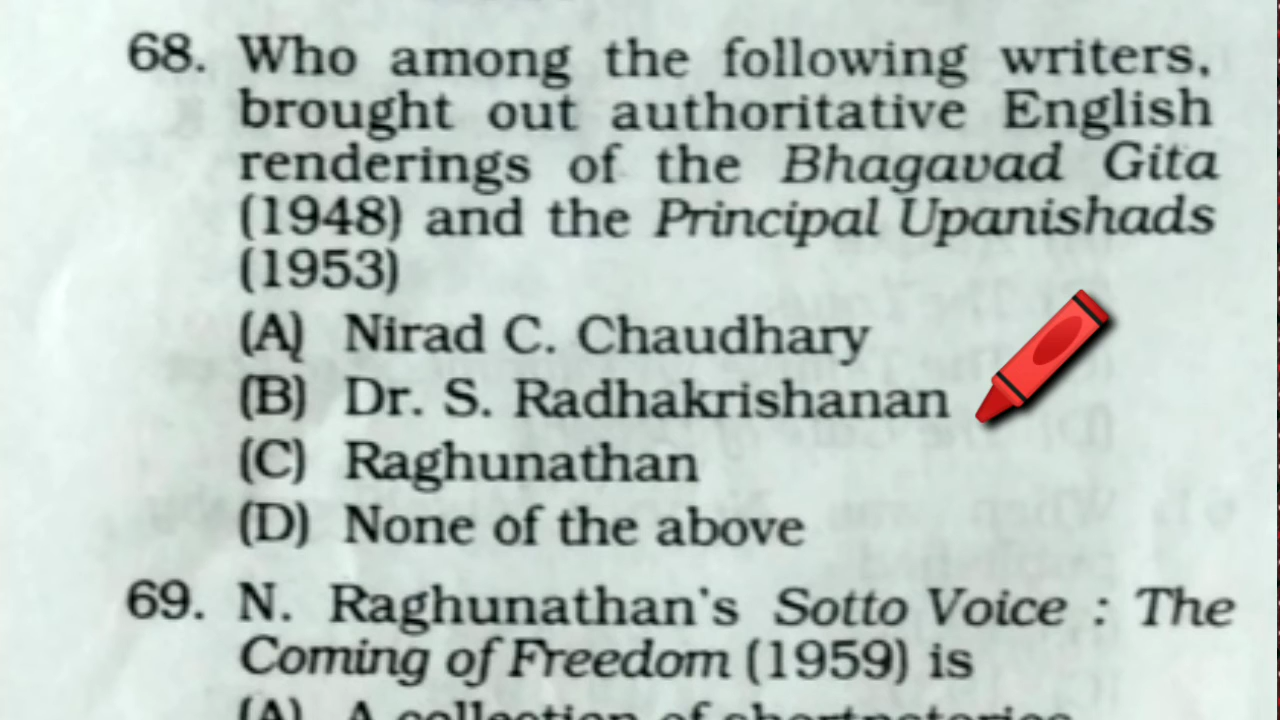 68. Who among the following writers,
brought out authoritative English
renderings of the Bhagavad Gita
(1948) and the Principal Upanishads
(1953)
(A) Nirad C. Chaudhary
(B) Dr. S. Radhakrishanan
(C) Raghunathan
(D) None of the above
69. N. Raghunathan's Sotto Voice : The
Coming of Freedom (1959) is
(A) A collection of